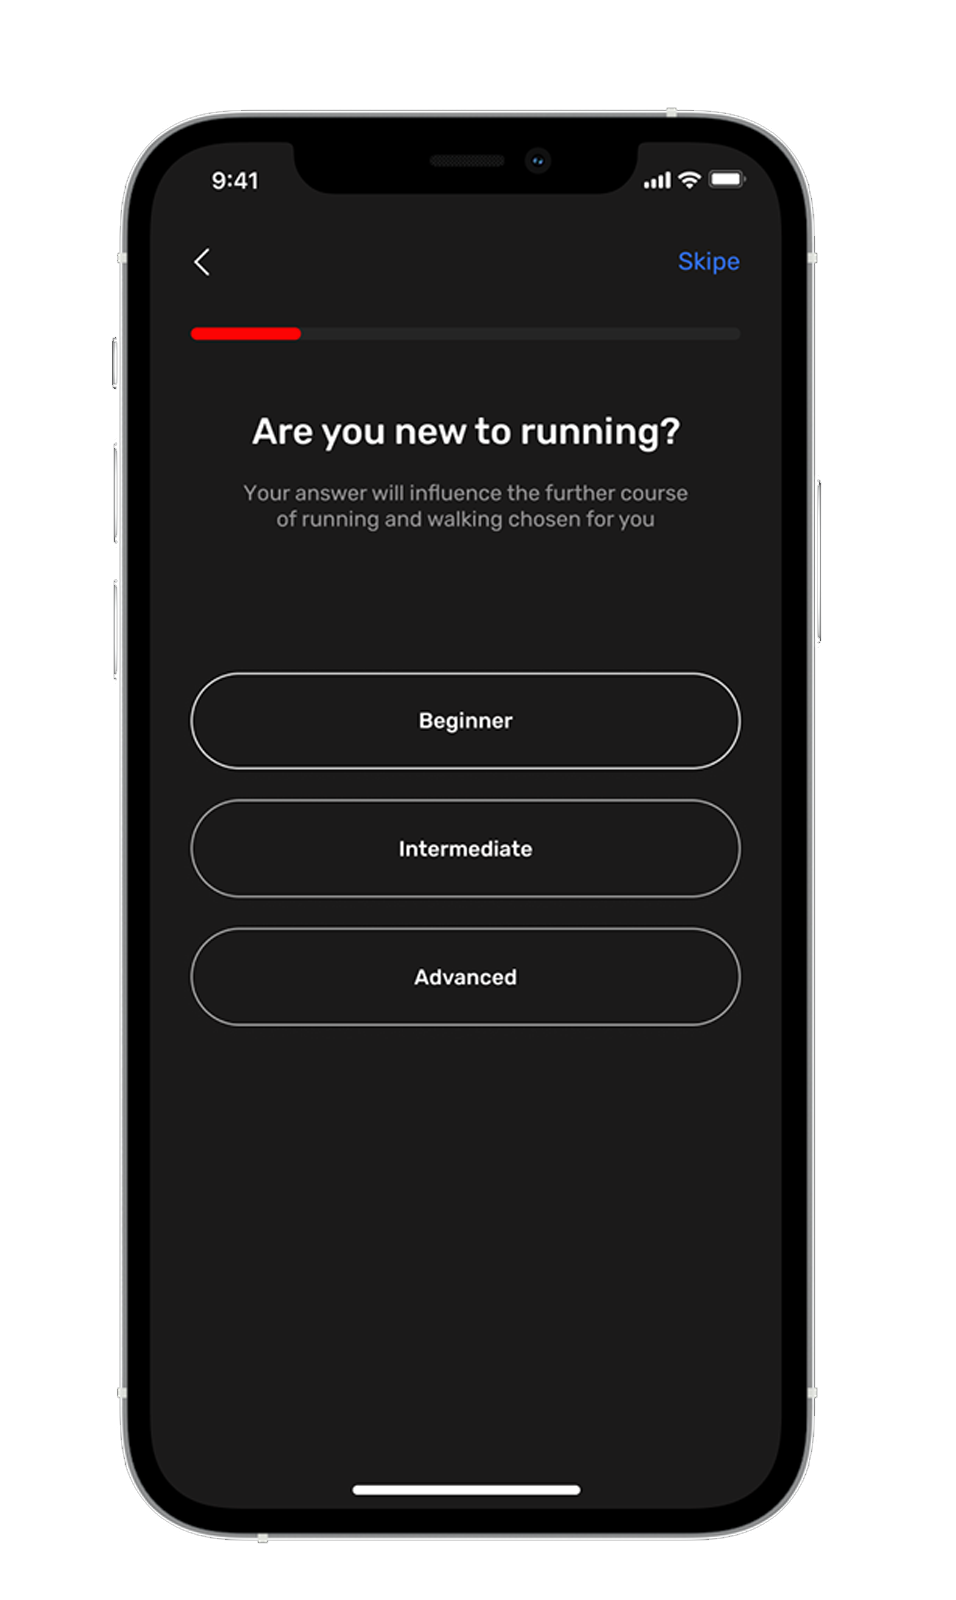 9:41
Skipe
Are you new to running?
Your answer will influence the further course
of running and walking chosen for you
Beginner
Intermediate
Advanced